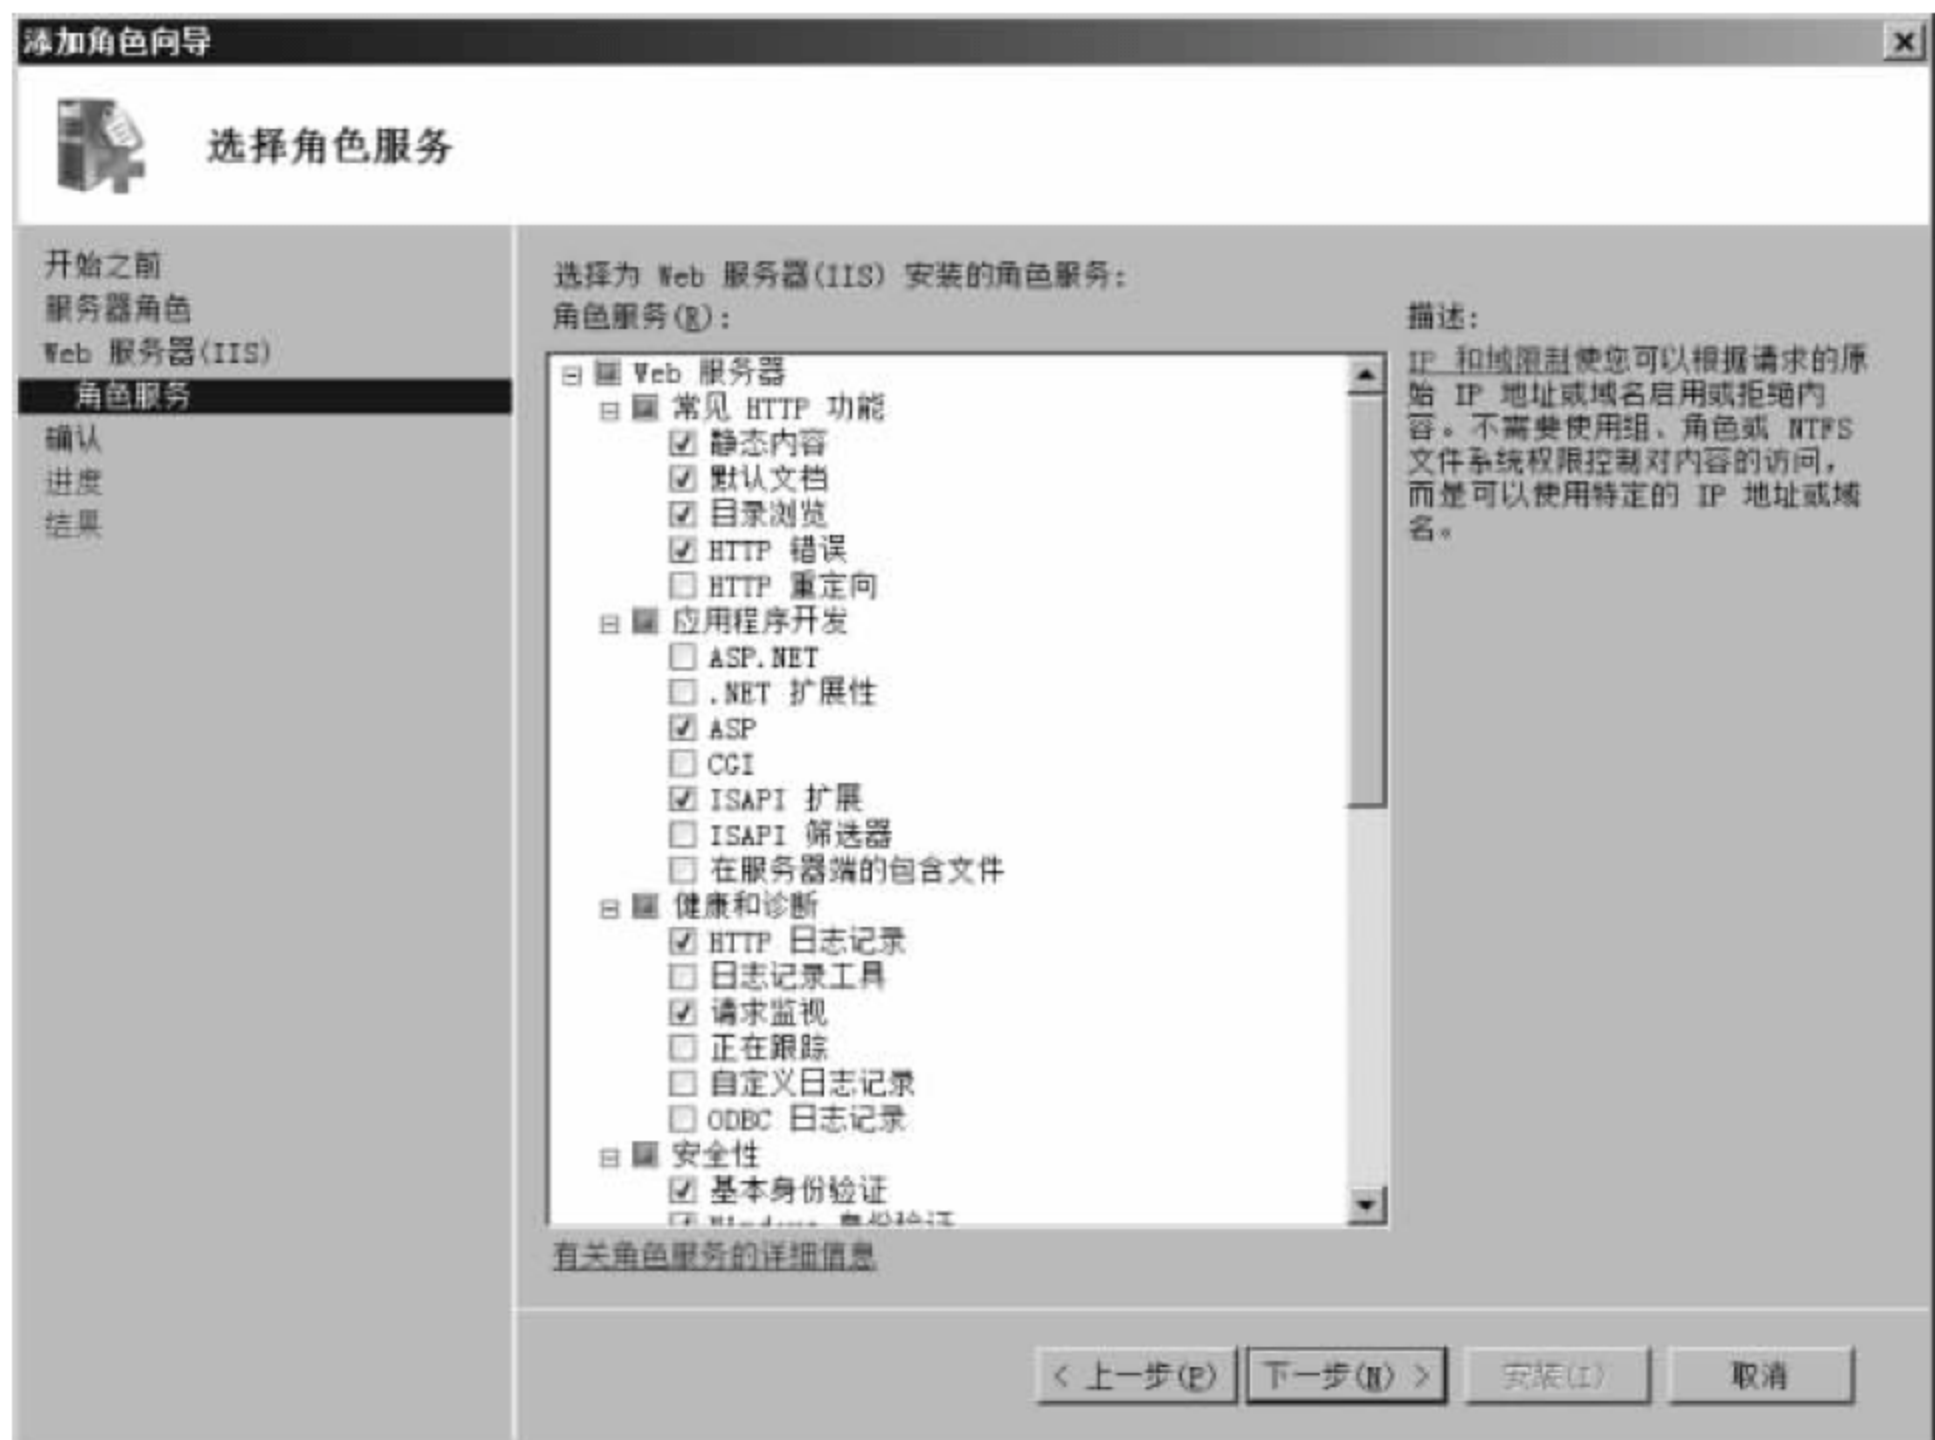 添加角色向导
选择角色服务
开始之前
服务器角色
Web 服务器(IIS)
角色服务
确认
进度
结果
选择为 Web 服务器(IIS) 安装的角色服务:
角色服务(R):
Web 服务器
常见 HTTP 功能
静态内容
默认文档
目录浏览
HTTP 错误
HTTP 重定向
应用程序开发
ASP.NET
.NET 扩展性
ASP
CGI
ISAPI 扩展
ISAPI 筛选器
在服务器端的包含文件
健康和诊断
HTTP 日志记录
日志记录工具
请求监视
正在跟踪
自定义日志记录
ODBC 日志记录
安全性
基本身份验证
Windows 身份验证
有关角色服务的详细信息
描述:
IP 和域限制使您可以根据请求的原
始 IP 地址或域名启用或拒绝内
容。不需要使用组、角色或 NTFS
文件系统权限控制对内容的访问，
而是可以使用特定的 IP 地址或域
名。
< 上一步(P)
下一步(N) >
安装(I)
取消